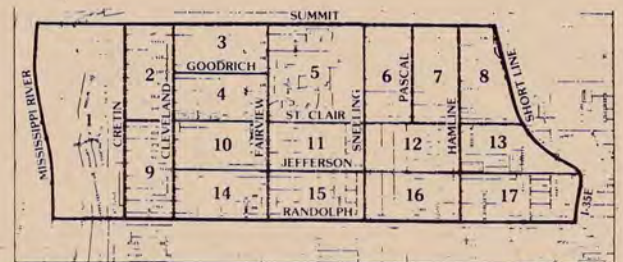 SUMMIT
3
GOODRICH
2
4
5
6
PASCAL
7
8
SHORT LINE
MISSISSIPPI RIVER
1
CRETIN
CLEVELAND
FAIRVIEW
ST. CLAIR
SNELLING
HAMLINE
10
11
12
13
JEFFERSON
9
14
15
16
17
RANDOLPH
I-35E